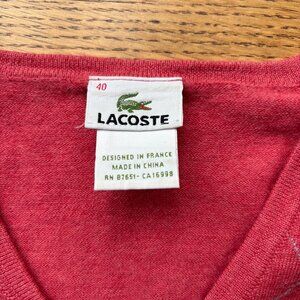 40
LACOSTE
DESIGNED IN FRANCE
MADE IN CHINA
RN 87651 - CA16998